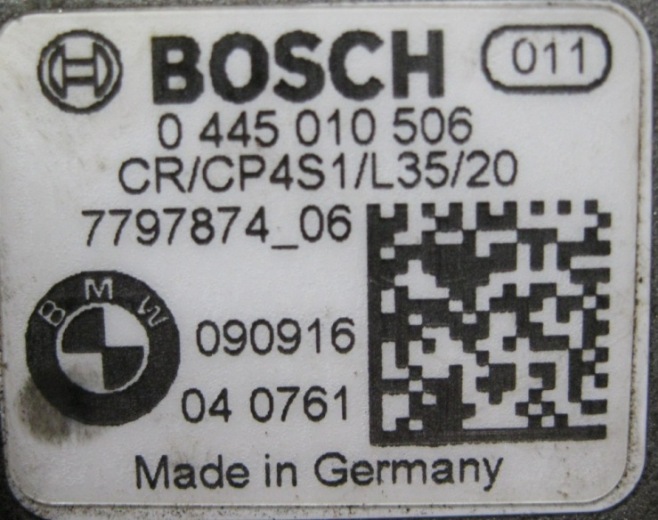 BOSCH 011
0 445 010 506
CR/CP4S1/L35/20
7797874_06
BMW
090916
04 0761
Made in Germany